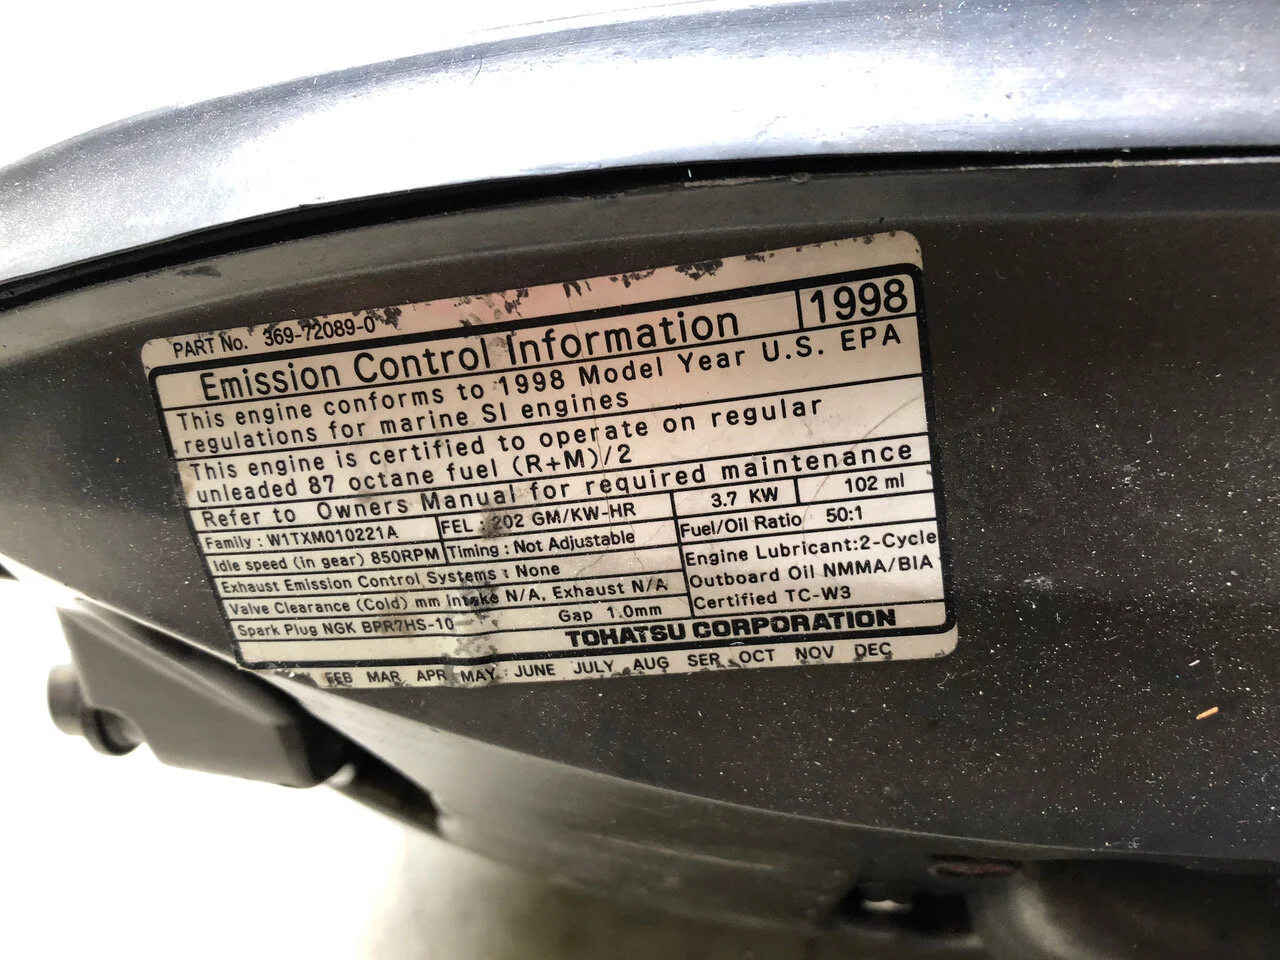 PART No. 369-72089-0
Emission Control Information 1998
This engine conforms to 1998 Model Year U.S. EPA
regulations for marine SI engines
This engine is certified to operate on regular
unleaded 87 octane fuel (R+M)/2
Refer to Owners Manual for required maintenance
Family : W1TXM010221A FEL : 202 GM/KW-HR 3.7 KW 102 ml
Idle speed (in gear) 850RPM Timing : Not Adjustable Fuel/Oil Ratio 50:1
Exhaust Emission Control Systems : None
Valve Clearance (Cold) mm Intake N/A, Exhaust N/A
Spark Plug NGK BPR7HS-10 Gap 1.0mm
Engine Lubricant:2-Cycle
Outboard Oil NMMA/BIA
Certified TC-W3
TOHATSU CORPORATION
FEB MAR APR MAY JUNE JULY AUG SEP OCT NOV DEC